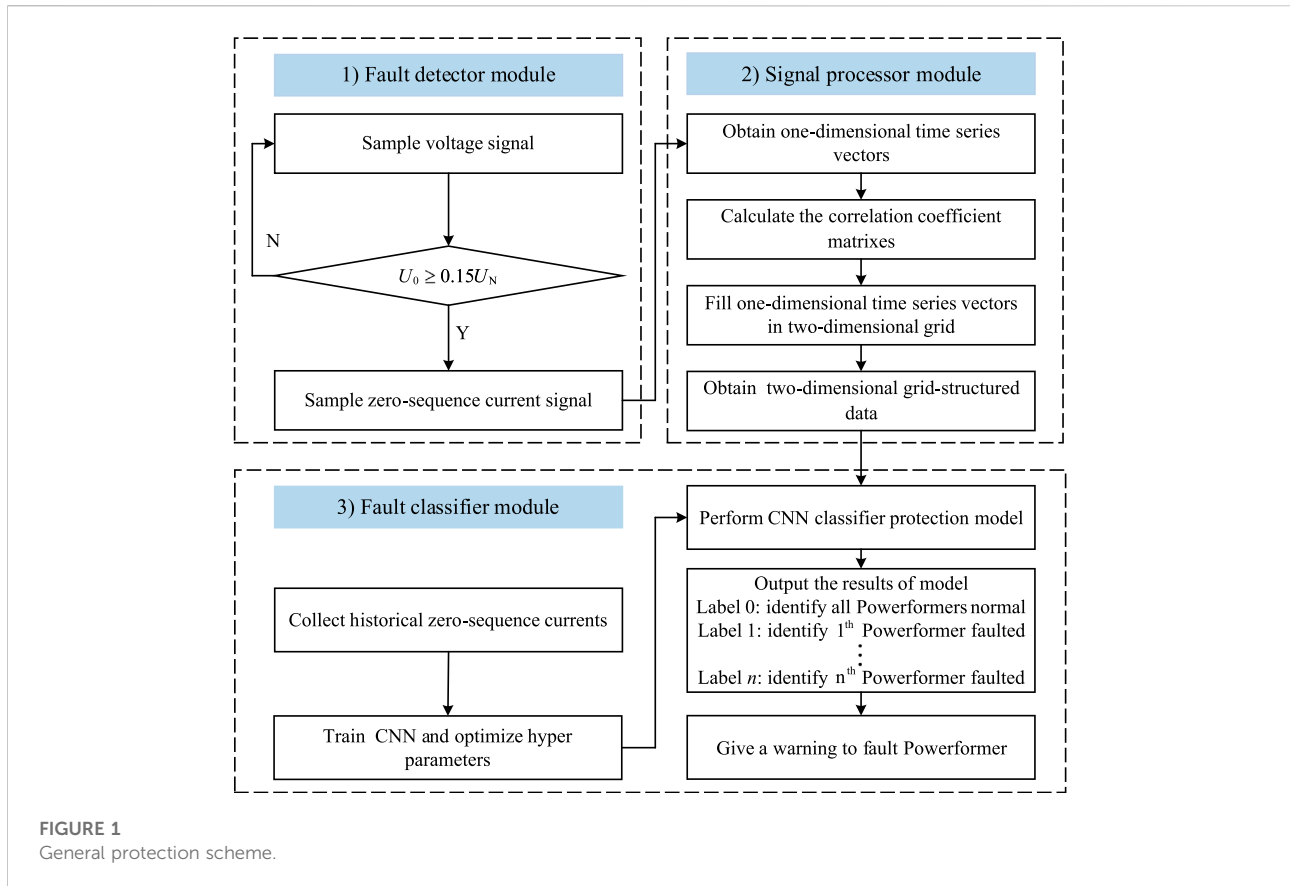 1) Fault detector module
Sample voltage signal
N
U₀ ≥ 0.15U_N
Y
Sample zero-sequence current signal
2) Signal processor module
Obtain one-dimensional time series
vectors
Calculate the correlation coefficient
matrixes
Fill one-dimensional time series vectors
in two-dimensional grid
Obtain two-dimensional grid-structured
data
3) Fault classifier module
Collect historical zero-sequence currents
Train CNN and optimize hyper
parameters
Perform CNN classifier protection model
Output the results of model
Label 0: identify all Powerformers normal
Label 1: identify 1th Powerformer faulted
⋮
Label n: identify nth Powerformer faulted
Give a warning to fault Powerformer
FIGURE 1
General protection scheme.